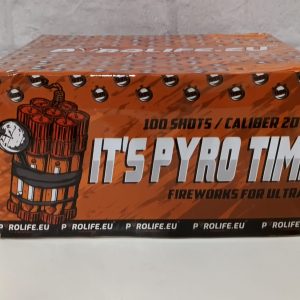 PYROLIFE.EU
100 SHOTS / CALIBER 20
IT'S PYRO TIM
FIREWORKS FOR ULTRA
PYROLIFE.EU PYROLIFE.EU PYROLIFE.EU